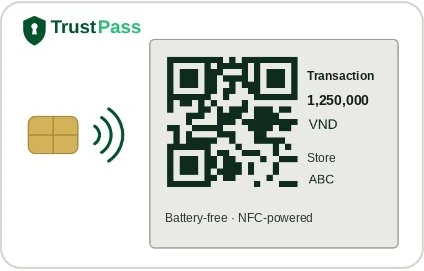 TrustPass
Transaction
1,250,000
VND
Store
ABC
Battery-free · NFC-powered